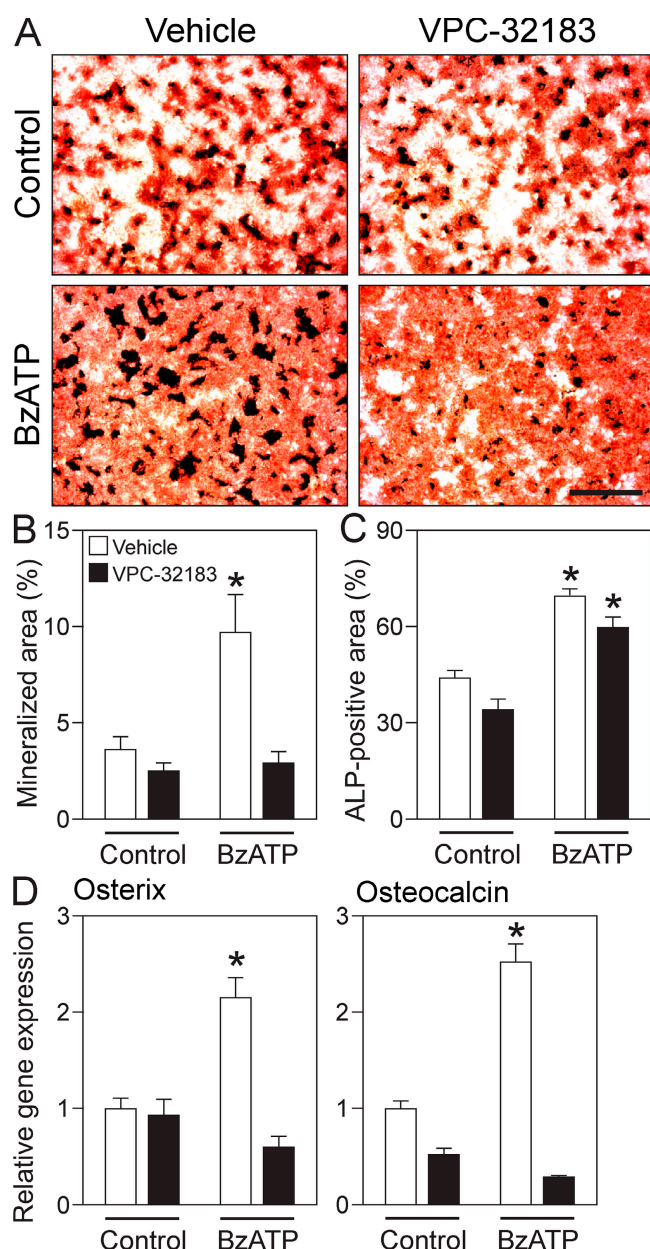 A Vehicle VPC-32183
Control
BzATP
B
Mineralized area (%)
15
10
5
0
Vehicle
VPC-32183
*
Control BzATP
C
ALP-positive area (%)
90
60
30
0
* *
Control BzATP
D Osterix
Relative gene expression
3
2
1
0
*
Control BzATP
Osteocalcin
3
2
1
0
*
Control BzATP